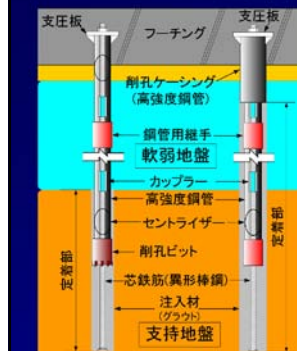 支圧板
フーチング
支圧板
削孔ケーシング
(高強度鋼管)
鋼管用継手
軟弱地盤
カップラー
高強度鋼管
セントライザ
定着部
定着部
削孔ビット
芯鉄筋(異形棒鋼)
注入材
(グラウト)
支持地盤